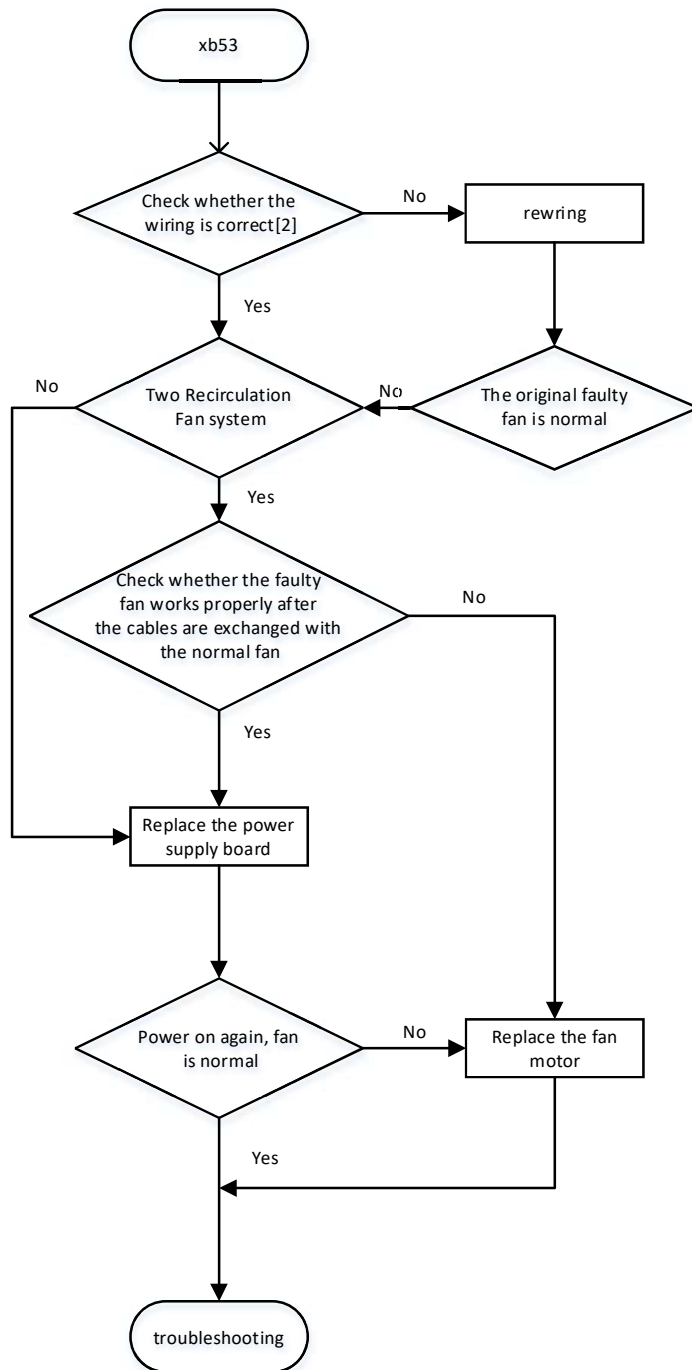 xb53
Check whether the
wiring is correct[2]
No
rewring
Yes
No
Two Recirculation
Fan system
No
The original faulty
fan is normal
Yes
Check whether the faulty
fan works properly after
the cables are exchanged with
the normal fan
No
Yes
Replace the power
supply board
Power on again, fan
is normal
No
Replace the fan
motor
Yes
troubleshooting